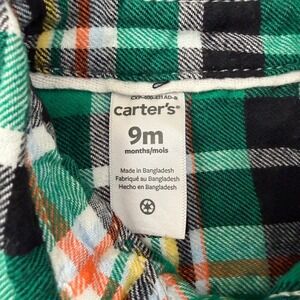 carter's®
9m
months/mois
Made in Bangladesh
Fabriqué au Bangladesh
Hecho en Bangladesh